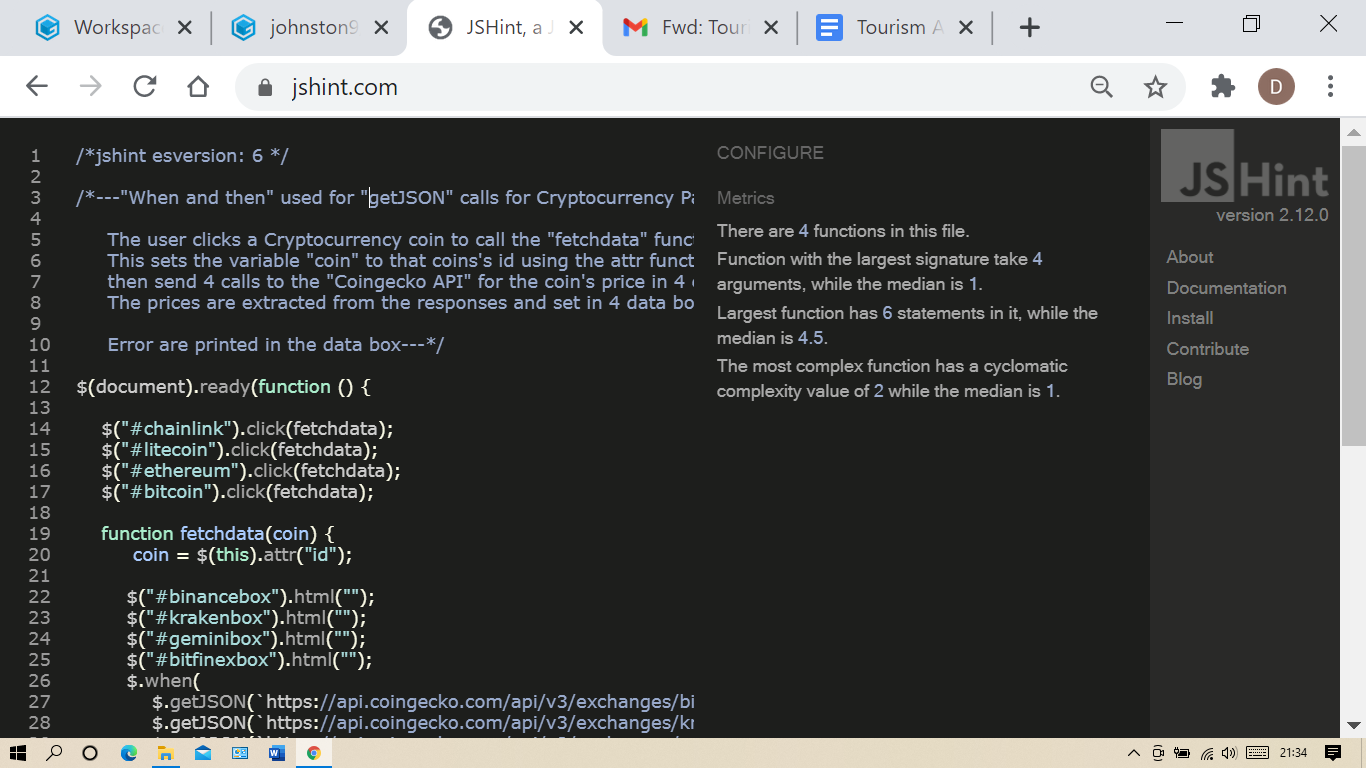 Workspac
johnston9
JSHint, a J
Fwd: Tour
Tourism A
jshint.com
D
1 /*jshint esversion: 6 */
2
3 /*---"When and then" used for "getJSON" calls for Cryptocurrency Pa
4
5 The user clicks a Cryptocurrency coin to call the "fetchdata" funct
6 This sets the variable "coin" to that coins's id using the attr funct
7 then send 4 calls to the "Coingecko API" for the coin's price in 4
8 The prices are extracted from the responses and set in 4 data bo
9
10 Error are printed in the data box---*/
11
12 $(document).ready(function () {
13
14 $("#chainlink").click(fetchdata);
15 $("#litecoin").click(fetchdata);
16 $("#ethereum").click(fetchdata);
17 $("#bitcoin").click(fetchdata);
18
19 function fetchdata(coin) {
20 coin = $(this).attr("id");
21
22 $("#binancebox").html("");
23 $("#krakenbox").html("");
24 $("#geminibox").html("");
25 $("#bitfinexbox").html("");
26 $.when(
27 $.getJSON(`https://api.coingecko.com/api/v3/exchanges/bi
28 $.getJSON(`https://api.coingecko.com/api/v3/exchanges/kr
CONFIGURE
Metrics
There are 4 functions in this file.
Function with the largest signature take 4
arguments, while the median is 1.
Largest function has 6 statements in it, while the
median is 4.5.
The most complex function has a cyclomatic
complexity value of 2 while the median is 1.
JSHint
version 2.12.0
About
Documentation
Install
Contribute
Blog
21:34